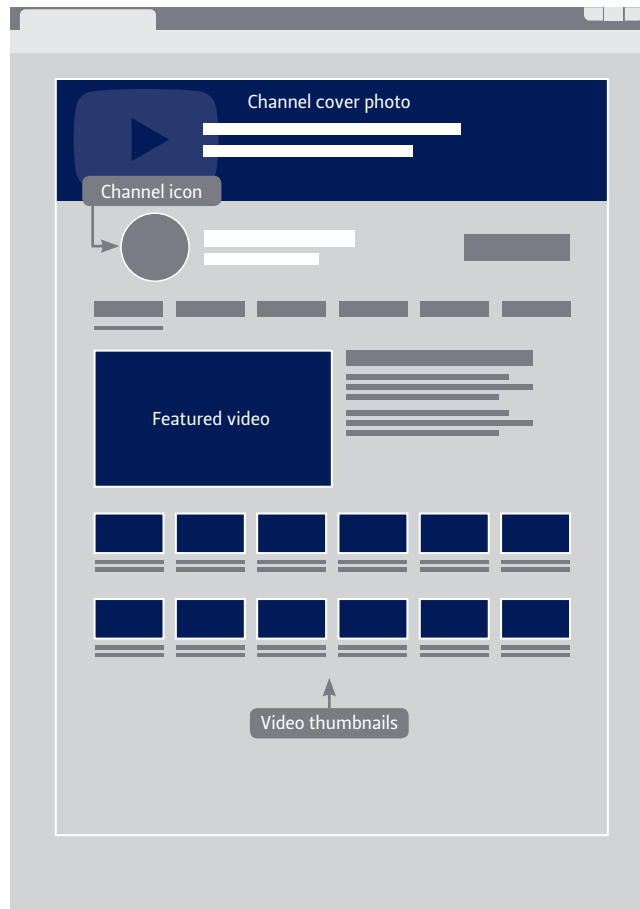 Channel cover photo
Channel icon
Featured video
Video thumbnails